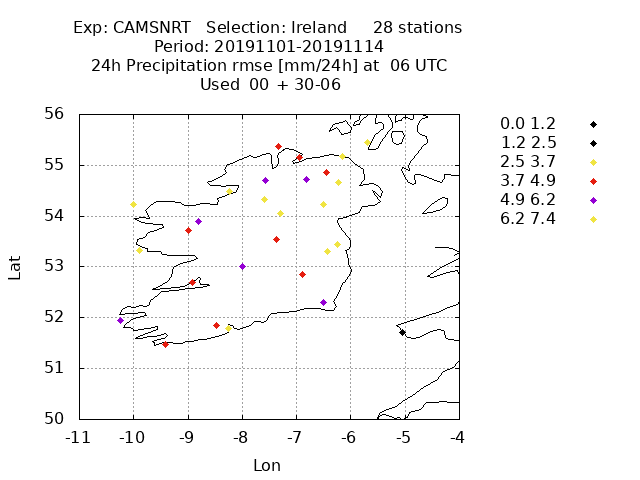 Exp: CAMSNRT   Selection: Ireland     28 stations
Period: 20191101-20191114
24h Precipitation rmse [mm/24h] at  06 UTC
Used  00 + 30-06
56
55
54
53
52
51
50
-11 -10 -9 -8 -7 -6 -5 -4
Lat
Lon
0.0 1.2
1.2 2.5
2.5 3.7
3.7 4.9
4.9 6.2
6.2 7.4